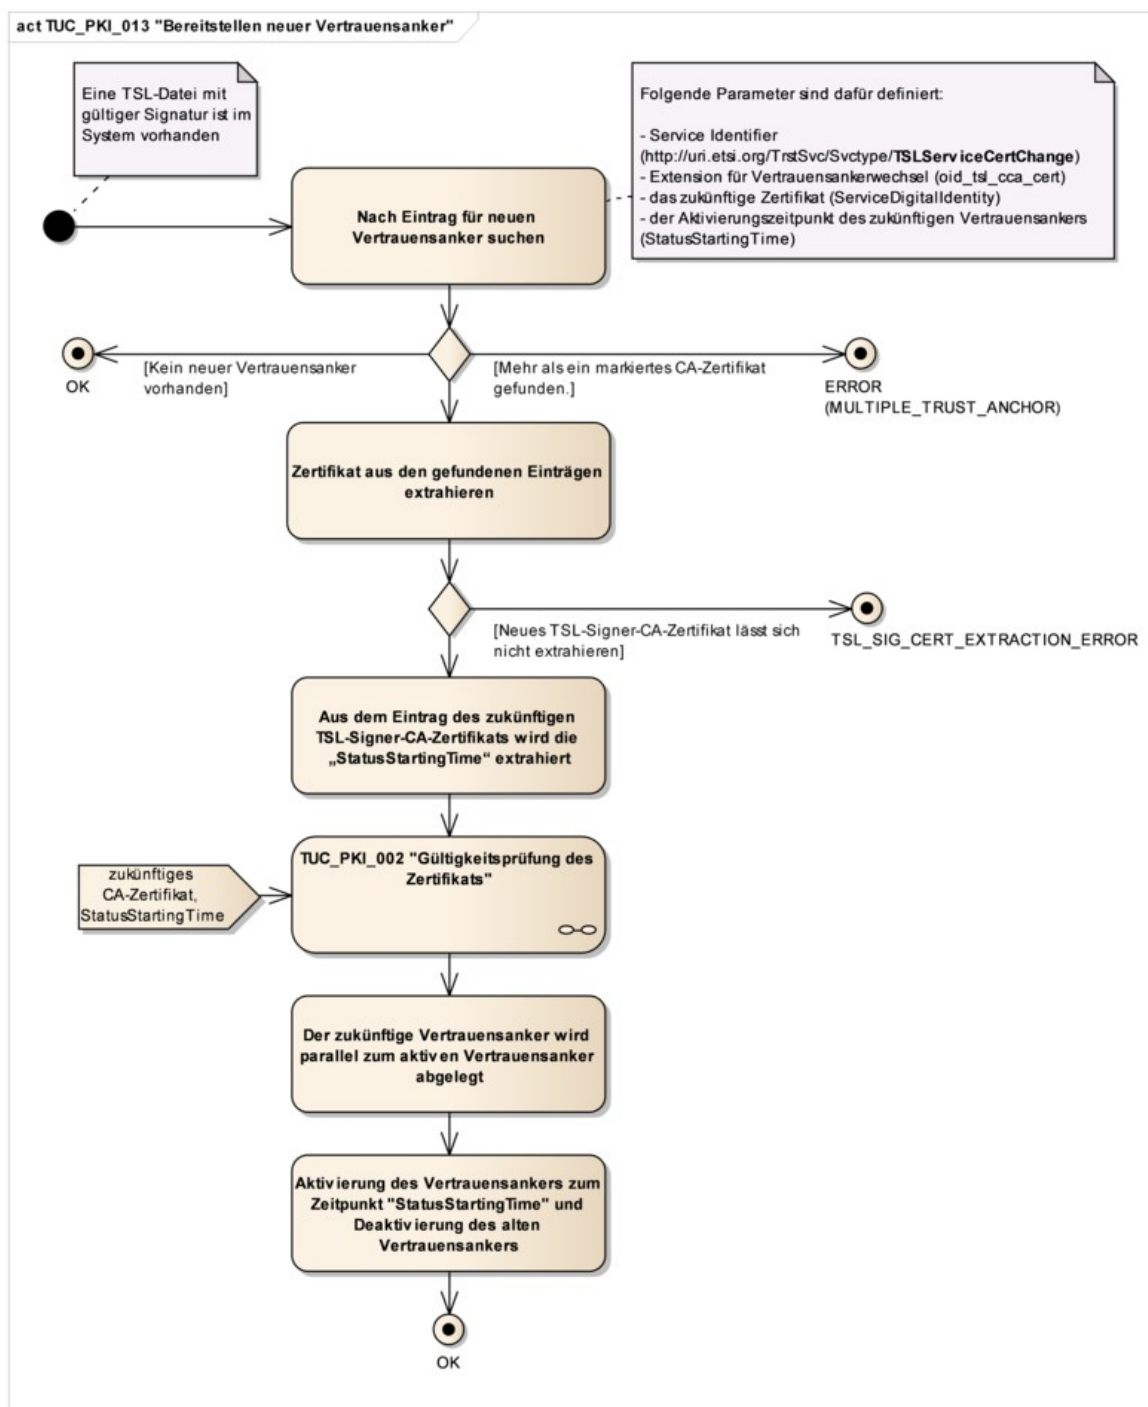 act TUC_PKI_013 "Bereitstellen neuer Vertrauensanker"
Eine TSL-Datei mit
gültiger Signatur ist im
System vorhanden
Folgende Parameter sind dafür definiert:
- Service Identifier
(http://uri.etsi.org/TrstSvc/Svctype/TSLServiceCertChange)
- Extension für Vertrauensankerwechsel (oid_tsl_cca_cert)
- das zukünftige Zertifikat (ServiceDigitalIdentity)
- der Aktivierungszeitpunkt des zukünftigen Vertrauensankers
(StatusStartingTime)
Nach Eintrag für neuen
Vertrauensanker suchen
[Kein neuer Vertrauensanker
vorhanden]
OK
[Mehr als ein markiertes CA-Zertifikat
gefunden.]
ERROR
(MULTIPLE_TRUST_ANCHOR)
Zertifikat aus den gefundenen Einträgen
extrahieren
[Neues TSL-Signer-CA-Zertifikat lässt sich
nicht extrahieren]
TSL_SIG_CERT_EXTRACTION_ERROR
Aus dem Eintrag des zukünftigen
TSL-Signer-CA-Zertifikats wird die
„StatusStartingTime“ extrahiert
zukünftiges
CA-Zertifikat,
StatusStartingTime
TUC_PKI_002 "Gültigkeitsprüfung des
Zertifikats"
Der zukünftige Vertrauensanker wird
parallel zum aktiven Vertrauensanker
abgelegt
Aktivierung des Vertrauensankers zum
Zeitpunkt "StatusStartingTime" und
Deaktivierung des alten
Vertrauensankers
OK